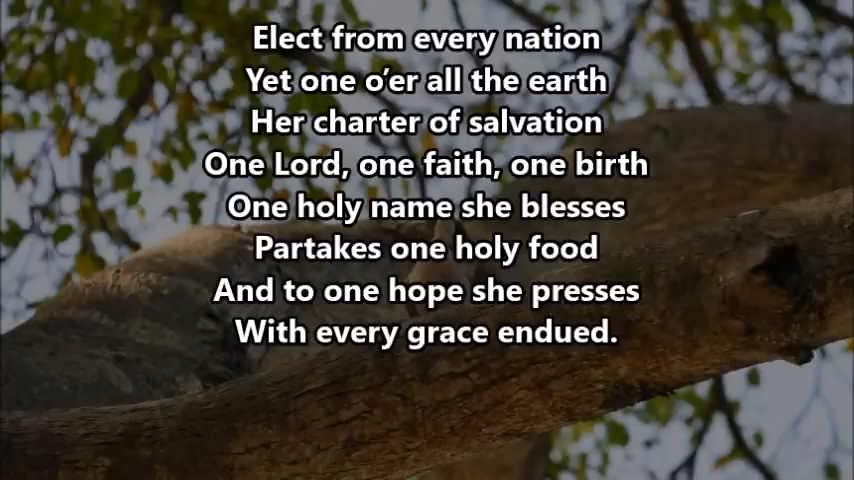 Elect from every nation
Yet one o’er all the earth
Her charter of salvation
One Lord, one faith, one birth
One holy name she blesses
Partakes one holy food
And to one hope she presses
With every grace endued.